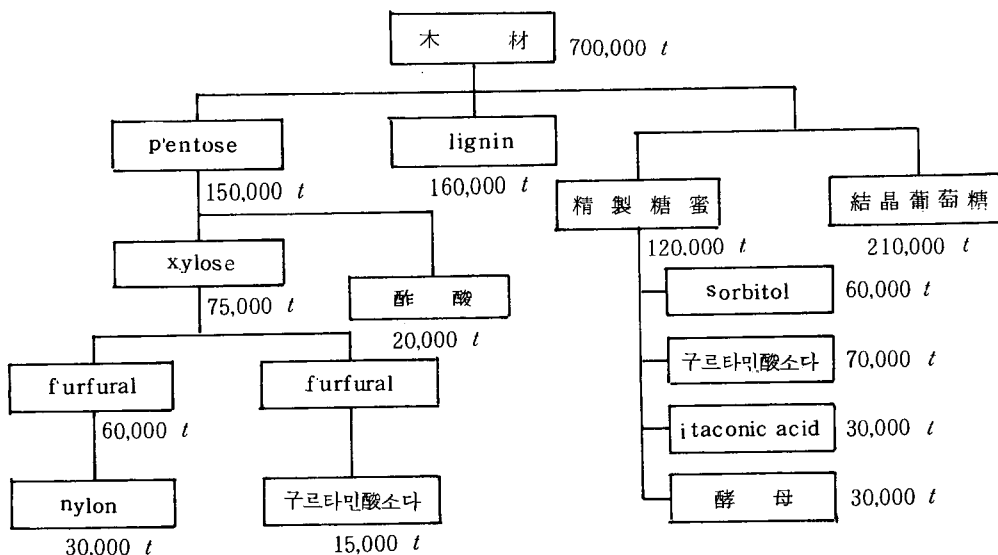 木 材 700,000 t
pentose
150,000 t
lignin
160,000 t
精製糖蜜
120,000 t
結晶葡萄糖
210,000 t
xylose
75,000 t
酢 酸
20,000 t
sorbitol 60,000 t
furfural
60,000 t
furfural
구르타민酸소다 70,000 t
itaconic acid 30,000 t
nylon
30,000 t
구르타민酸소다
15,000 t
酵 母 30,000 t